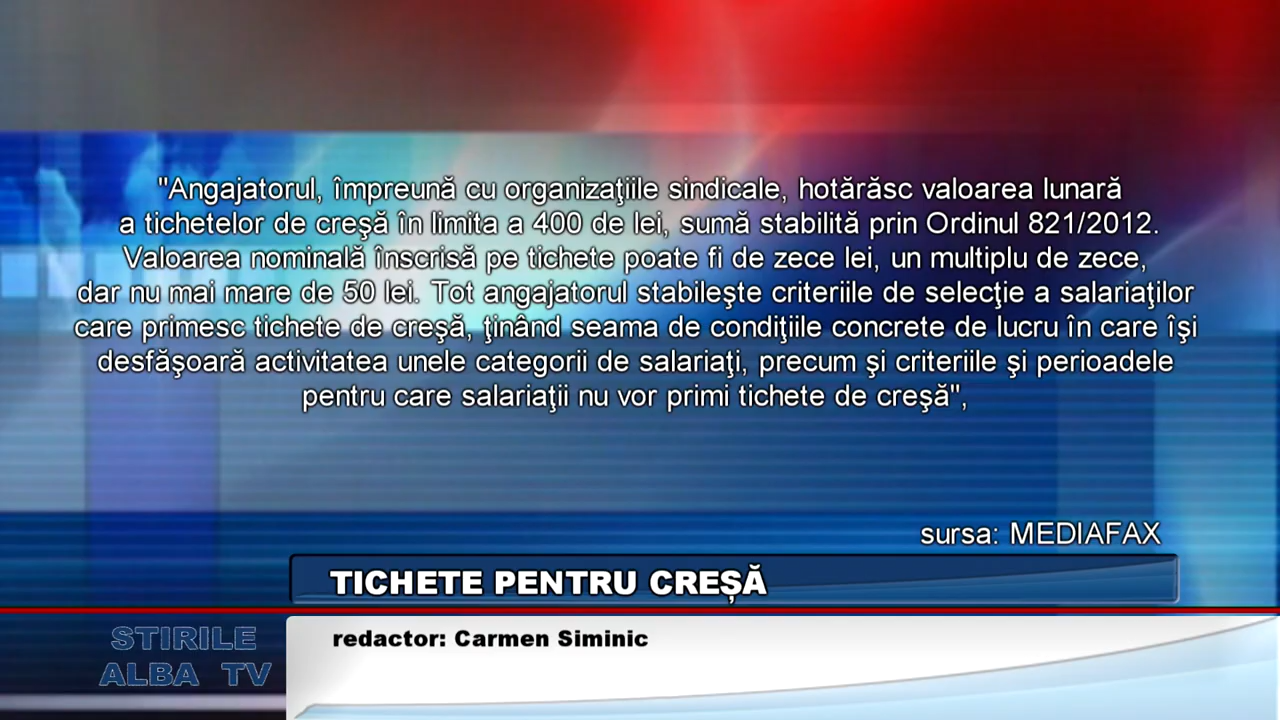 "Angajatorul, împreună cu organizaţiile sindicale, hotărăsc valoarea lunară
a tichetelor de creşă în limita a 400 de lei, sumă stabilită prin Ordinul 821/2012.
Valoarea nominală înscrisă pe tichete poate fi de zece lei, un multiplu de zece,
dar nu mai mare de 50 lei. Tot angajatorul stabileşte criteriile de selecţie a salariaţilor
care primesc tichete de creşă, ţinând seama de condiţiile concrete de lucru în care îşi
desfăşoară activitatea unele categorii de salariaţi, precum şi criteriile şi perioadele
pentru care salariaţii nu vor primi tichete de creşă",
sursa: MEDIAFAX
TICHETE PENTRU CREȘĂ
redactor: Carmen Siminic
STIRILE
ALBA TV